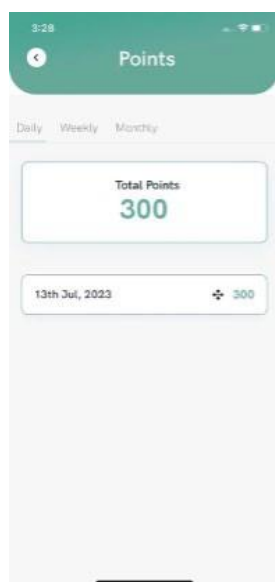 3:28
Points
Daily Weekly Monthly
Total Points
300
13th Jul, 2023 300